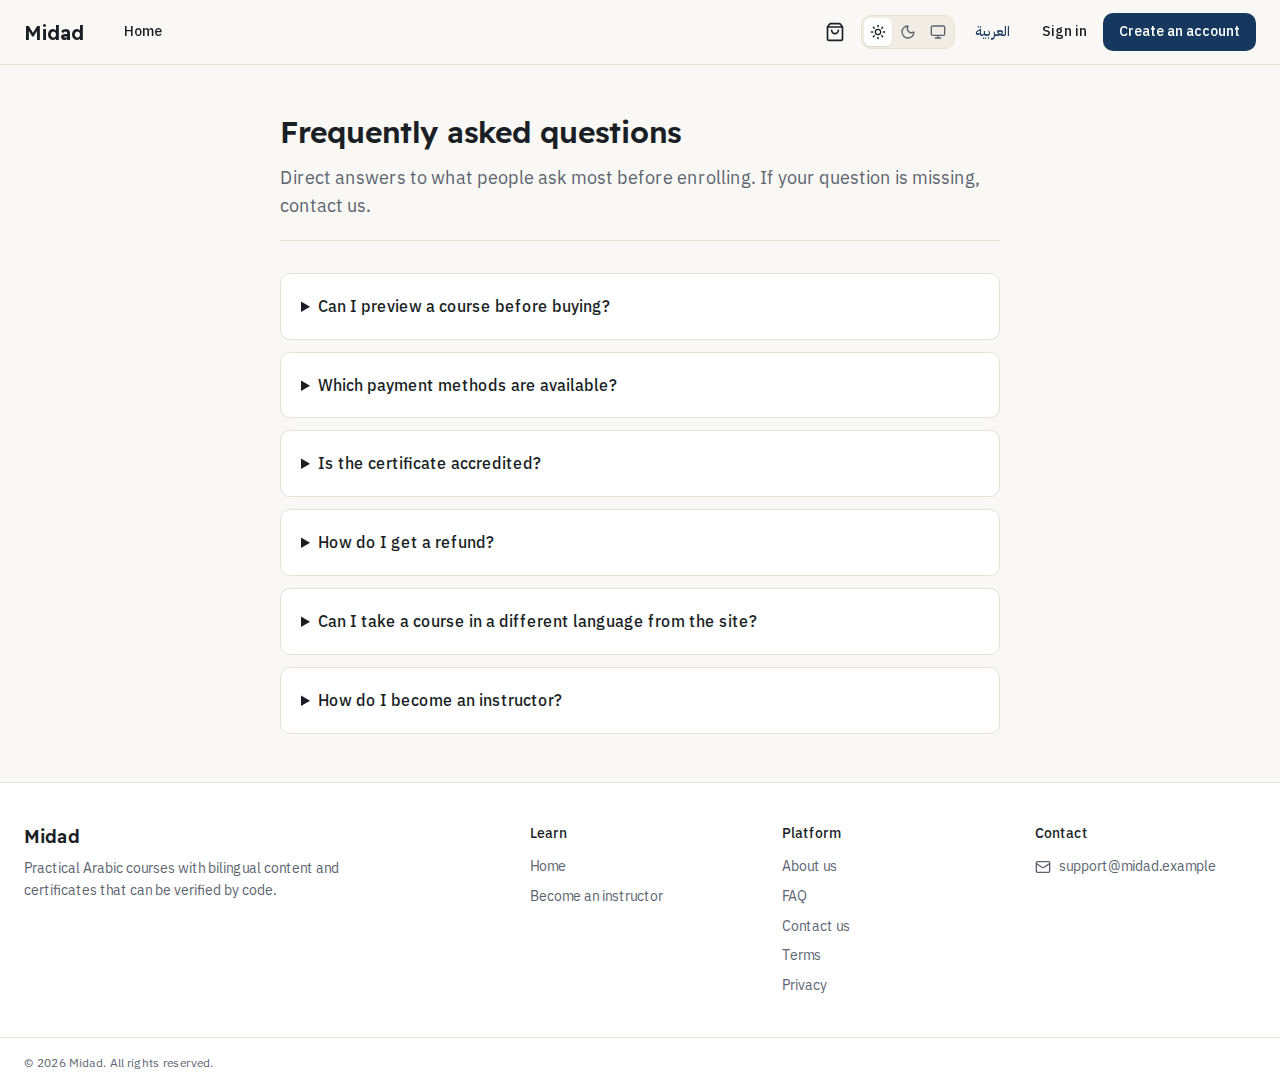 Midad
Home
العربية
Sign in
Create an account
Frequently asked questions
Direct answers to what people ask most before enrolling. If your question is missing,
contact us.
Can I preview a course before buying?
Which payment methods are available?
Is the certificate accredited?
How do I get a refund?
Can I take a course in a different language from the site?
How do I become an instructor?
Midad
Practical Arabic courses with bilingual content and
certificates that can be verified by code.
Learn
Home
Become an instructor
Platform
About us
FAQ
Contact us
Terms
Privacy
Contact
support@midad.example
© 2026 Midad. All rights reserved.